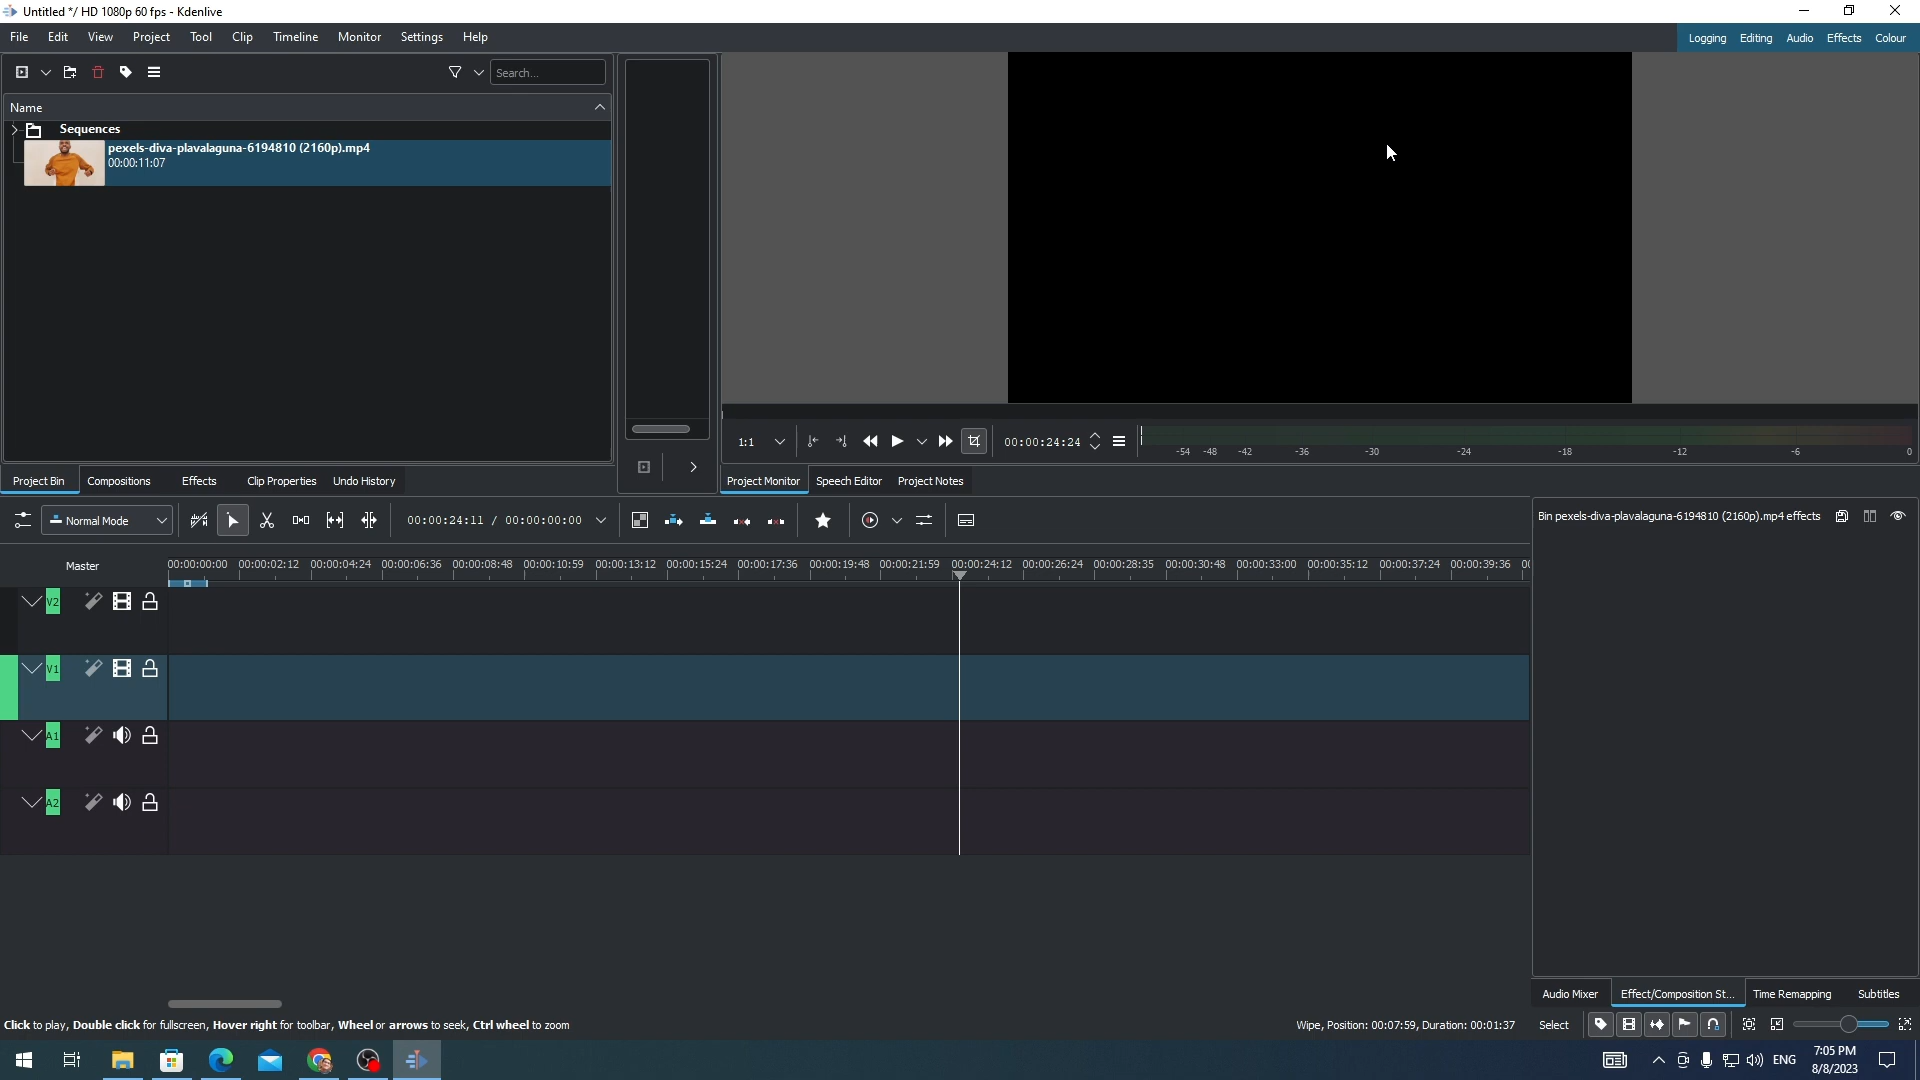 Untitled */ HD 1080p 60 fps - Kdenlive
File Edit View Project Tool Clip Timeline Monitor Settings Help
Logging Editing Audio Effects Colour
Search...
Name
Sequences
pexels-diva-plavalaguna-6194810 (2160p).mp4
00:00:11:07
1:1 00:00:24:24
-54 -48 -42 -36 -30 -24 -18 -12 -6 0
Project Bin Compositions Effects Clip Properties Undo History
Project Monitor Speech Editor Project Notes
Normal Mode 00:00:24:11 / 00:00:00:00
Bin pexels-diva-plavalaguna-6194810 (2160p).mp4 effects
Master
00:00:00:00 00:00:02:12 00:00:04:24 00:00:06:36 00:00:08:48 00:00:10:59 00:00:13:12 00:00:15:24 00:00:17:36 00:00:19:48 00:00:21:59 00:00:24:12 00:00:26:24 00:00:28:35 00:00:30:48 00:00:33:00 00:00:35:12 00:00:37:24 00:00:39:36
V2
V1
A1
A2
Audio Mixer Effect/Composition St... Time Remapping Subtitles
Click to play, Double click for fullscreen, Hover right for toolbar, Wheel or arrows to seek, Ctrl wheel to zoom
Wipe, Position: 00:07:59, Duration: 00:01:37 Select
ENG
7:05 PM
8/8/2023